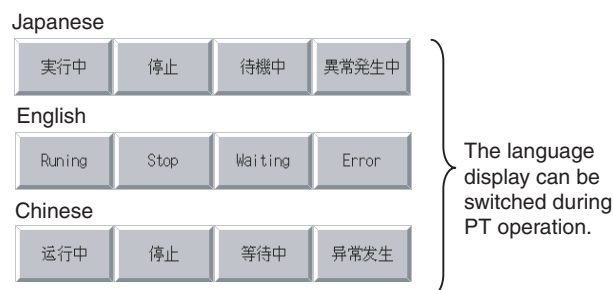 Japanese
実行中 停止 待機中 異常発生中
English
Runing Stop Waiting Error
Chinese
运行中 停止 等待中 异常发生
The language
display can be
switched during
PT operation.